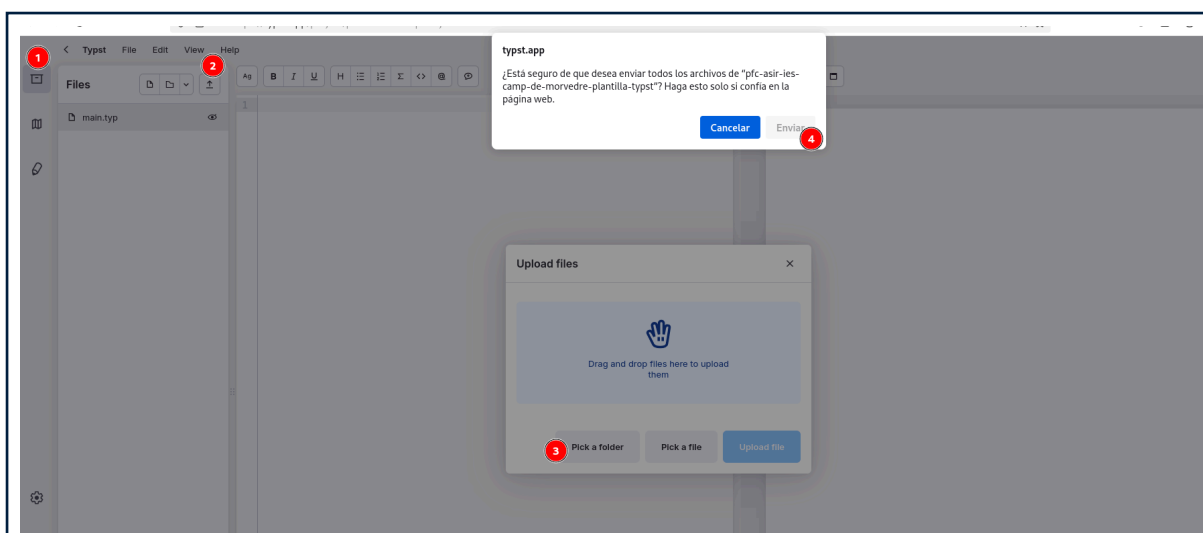 Typst File Edit View Help
typst.app
¿Está seguro de que desea enviar todos los archivos de “pfc-asir-ies-
camp-de-morvedre-plantilla-typst”? Haga esto solo si confía en la
página web.
Cancelar Enviar
1
2
3
4
Files
Ag B I U H Σ <> @
1
main.typ
Upload files
Drag and drop files here to upload
them
Pick a folder Pick a file Upload file